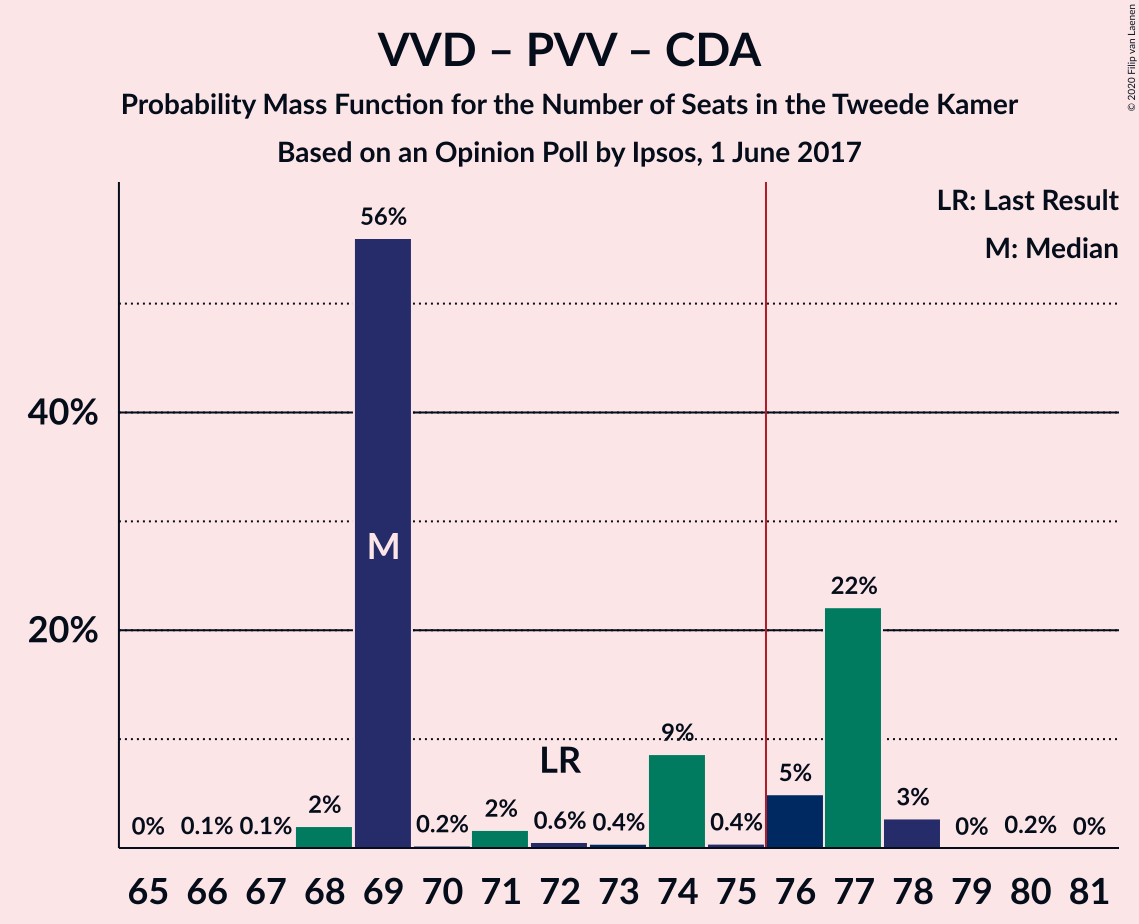 VVD – PVV – CDA
Probability Mass Function for the Number of Seats in the Tweede Kamer
Based on an Opinion Poll by Ipsos, 1 June 2017
© 2020 Filip van Laenen
LR: Last Result
M: Median
40%
20%
0% 0.1% 0.1% 2% 56% 0.2% 2% 0.6% 0.4% 9% 0.4% 5% 22% 3% 0% 0.2% 0%
M
LR
65 66 67 68 69 70 71 72 73 74 75 76 77 78 79 80 81